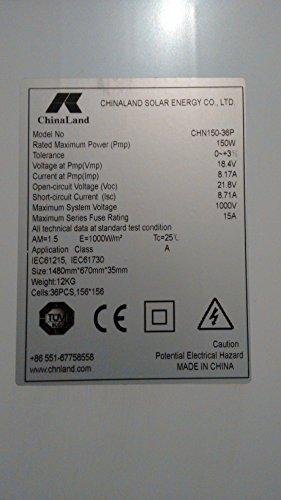 ChinaLand
CHINALAND SOLAR ENERGY CO., LTD.
Model No CHN150-36P
Rated Maximum Power (Pmp) 150W
Tolerance 0~+3%
Voltage at Pmp(Vmp) 18.4V
Current at Pmp(Imp) 8.17A
Open-circuit Voltage (Voc) 21.8V
Short-circuit Current (Isc) 8.71A
Maximum System Voltage 1000V
Maximum Series Fuse Rating 15A
All technical data at standard test condition
AM=1.5 E=1000W/m² Tc=25℃
Application Class A
IEC61215, IEC61730
Size:1480mm*670mm*35mm
Weight:12KG
Cells:36PCS,156*156
TÜV CE CE
+86 551-67758558
www.chnland.com
Caution
Potential Electrical Hazard
MADE IN CHINA